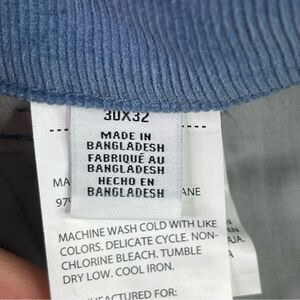 30X32
MADE IN
BANGLADESH
FABRIQUÉ AU
BANGLADESH
HECHO EN
BANGLADESH
MACHINE WASH COLD WITH LIKE
COLORS. DELICATE CYCLE. NON-
CHLORINE BLEACH. TUMBLE
DRY LOW. COOL IRON.